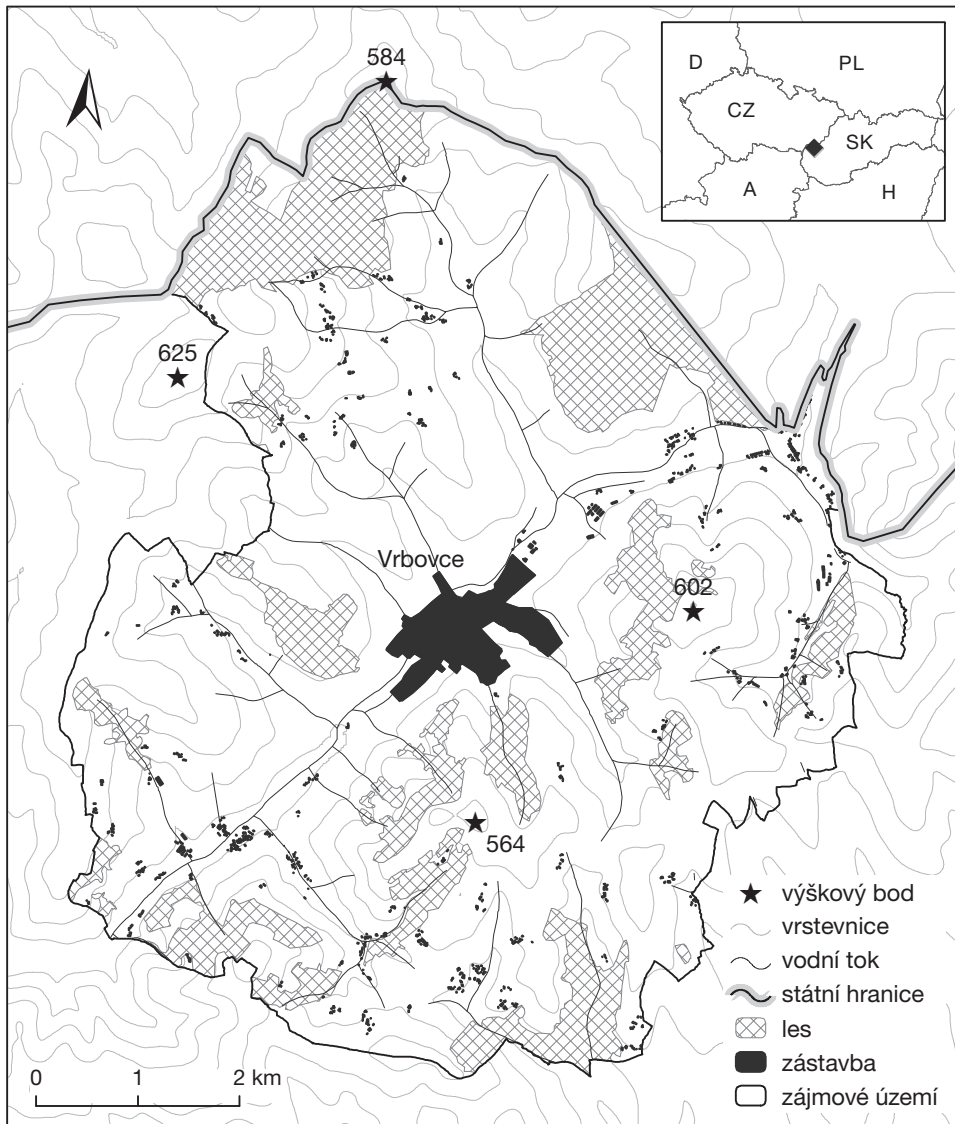 584
D
PL
CZ
SK
A
H
625
Vrbovce
602
564
výškový bod
vrstevnice
vodní tok
státní hranice
les
zástavba
zájmové území
0 1 2 km